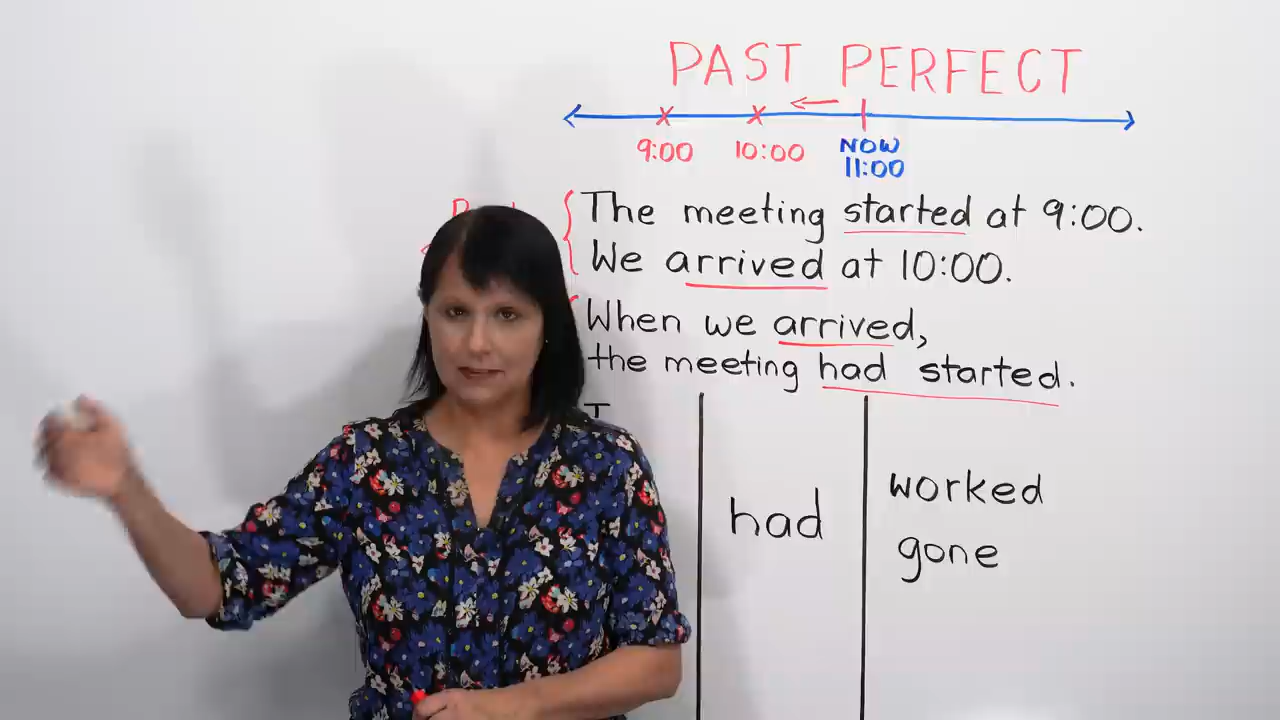 PAST PERFECT
9:00 10:00 NOW
11:00
The meeting started at 9:00.
We arrived at 10:00.
When we arrived,
the meeting had started.
had
worked
gone